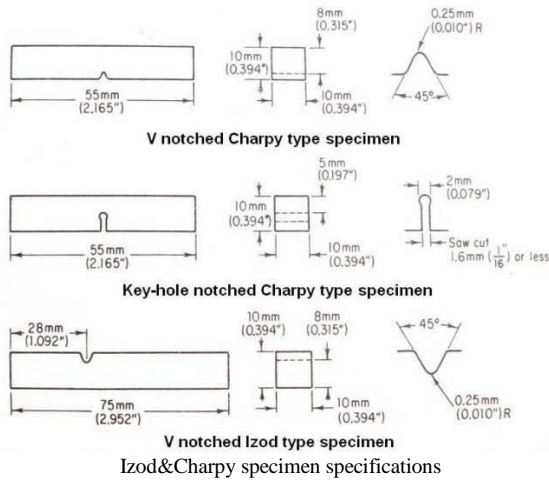 8mm
(0.315")
0.25mm
(0.010") R
10mm
(0.394")
55mm
(2.165")
10mm
(0.394")
45°
V notched Charpy type specimen
5mm
(0.197")
2mm
(0.079")
10mm
(0.394")
55mm
(2.165")
10mm
(0.394")
Saw cut
1.6mm (1/16") or less
Key-hole notched Charpy type specimen
28mm
(1.092")
10mm
(0.394")
8mm
(0.315")
45°
75mm
(2.952")
10mm
(0.394")
0.25mm
(0.010")R
V notched Izod type specimen
Izod&Charpy specimen specifications